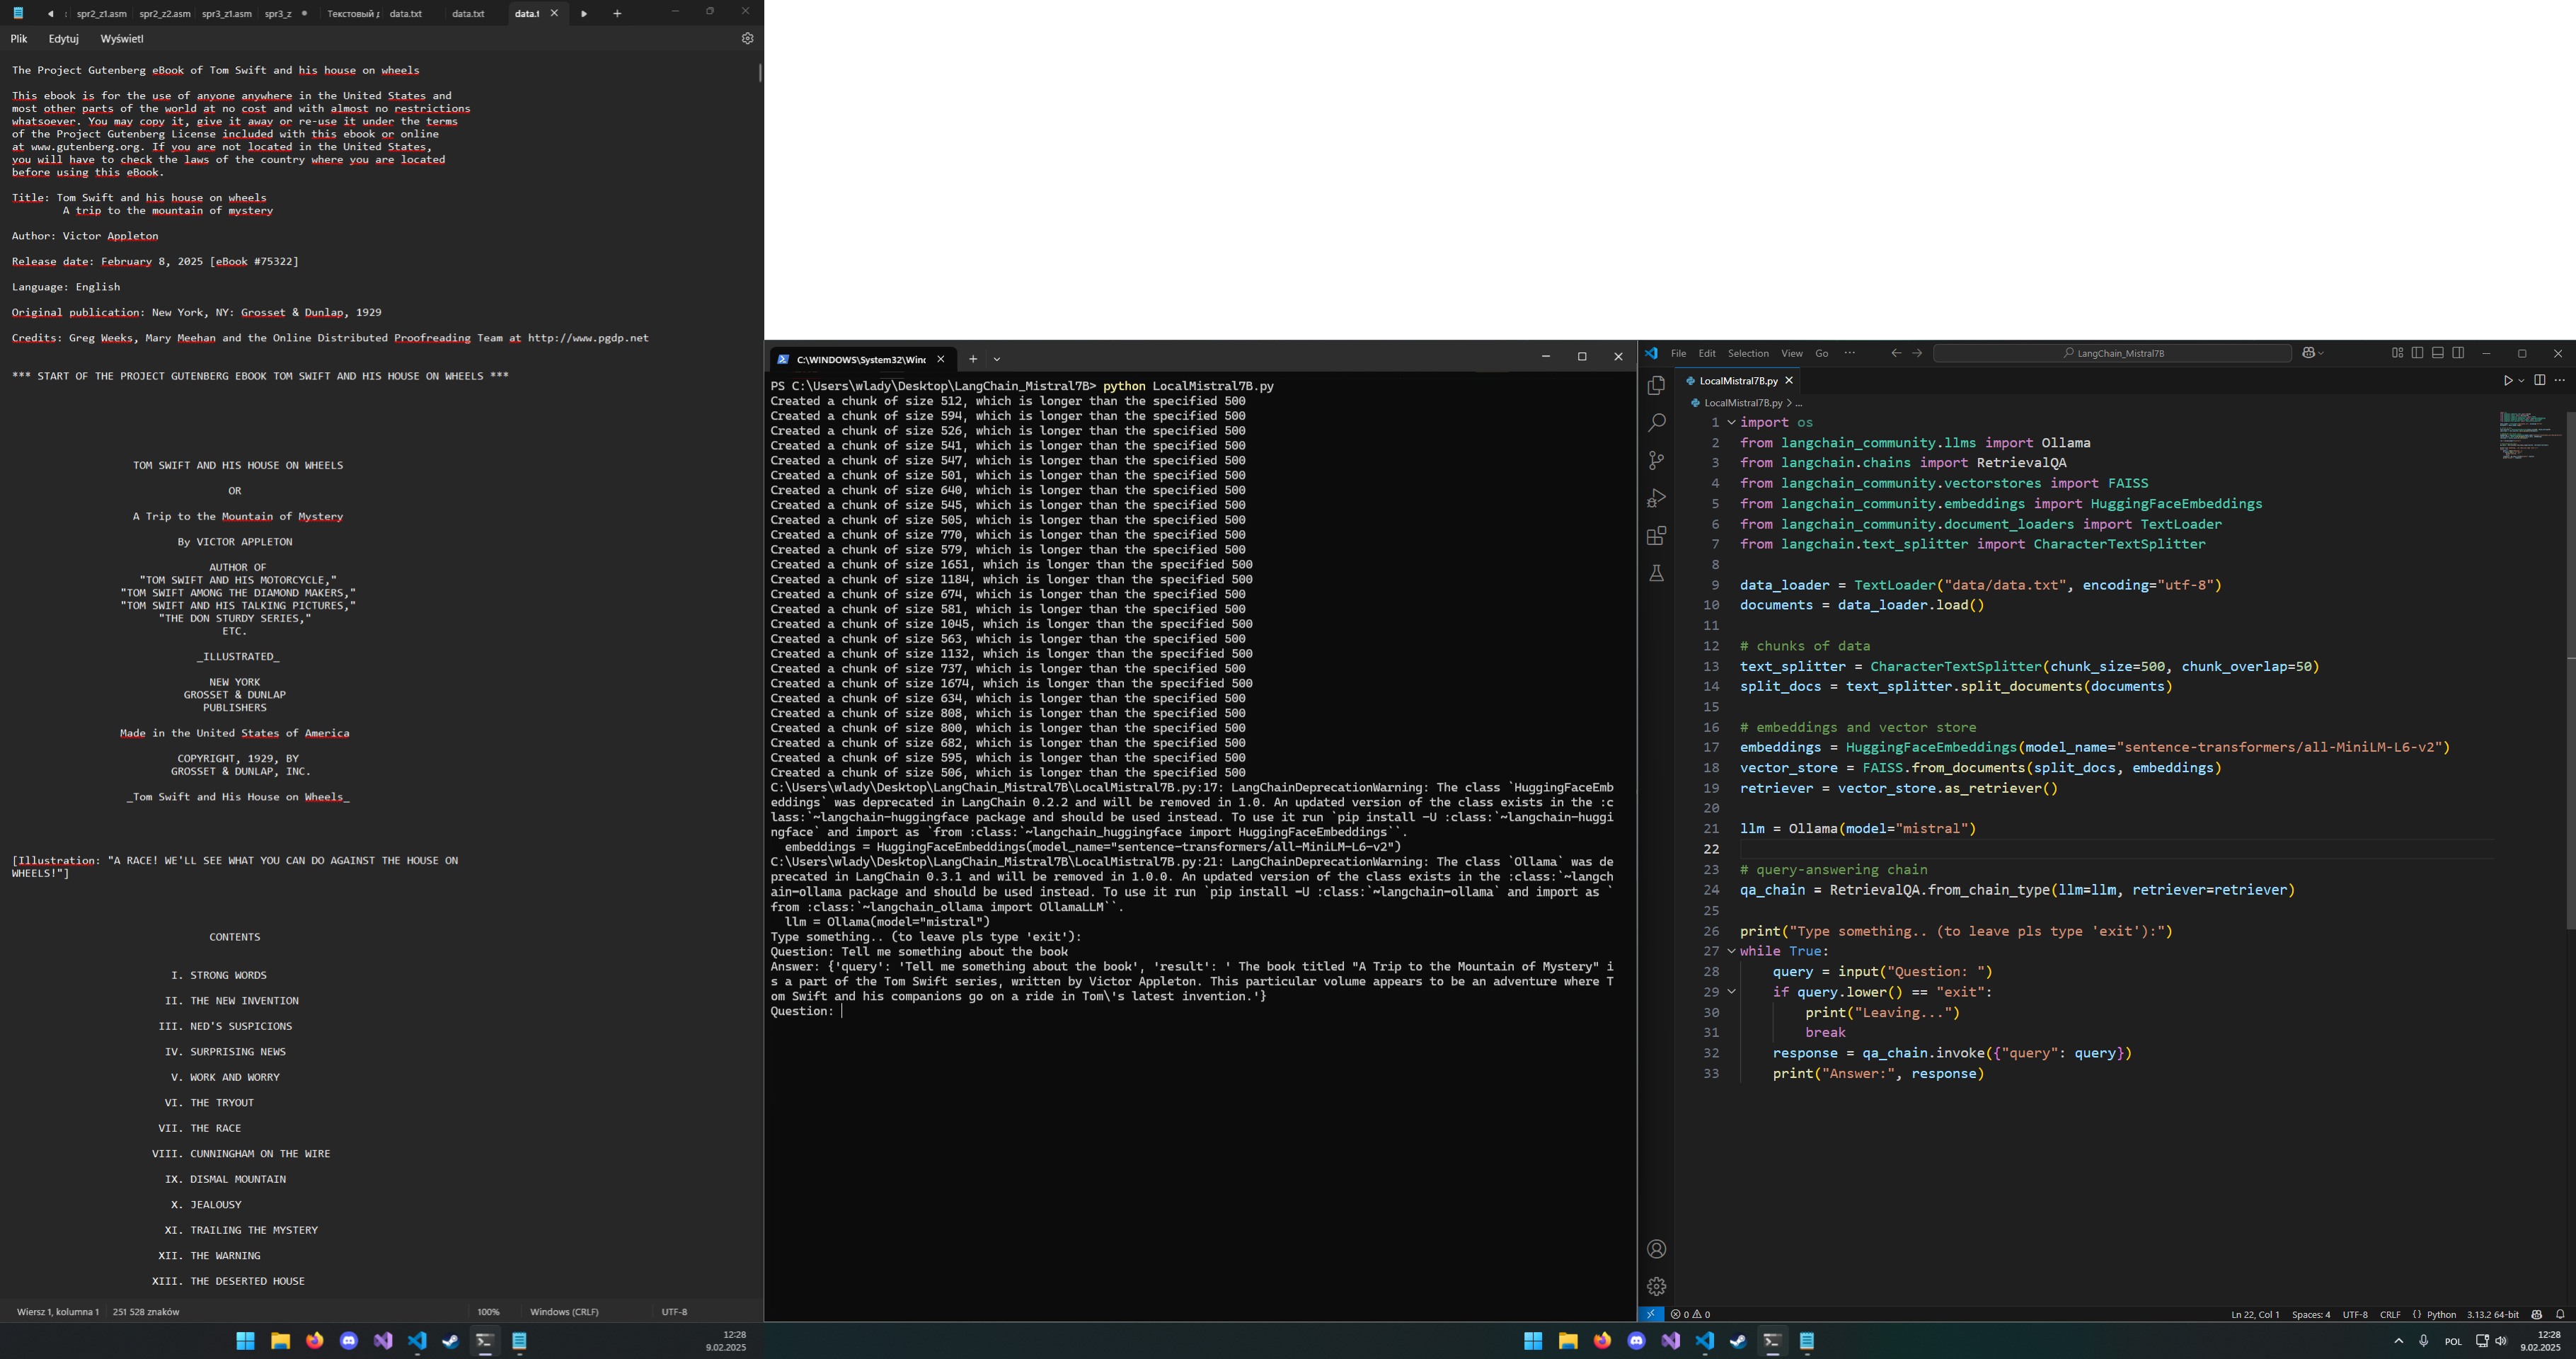 spr2_z1.asm spr2_z2.asm spr3_z1.asm spr3_z Текстовый data.txt data.txt data.t
Plik Edytuj Wyświetl
The Project Gutenberg eBook of Tom Swift and his house on wheels
This ebook is for the use of anyone anywhere in the United States and
most other parts of the world at no cost and with almost no restrictions
whatsoever. You may copy it, give it away or re-use it under the terms
of the Project Gutenberg License included with this ebook or online
at www.gutenberg.org. If you are not located in the United States,
you will have to check the laws of the country where you are located
before using this eBook.
Title: Tom Swift and his house on wheels
A trip to the mountain of mystery
Author: Victor Appleton
Release date: February 8, 2025 [eBook #75322]
Language: English
Original publication: New York, NY: Grosset & Dunlap, 1929
Credits: Greg Weeks, Mary Meehan and the Online Distributed Proofreading Team at http://www.pgdp.net
*** START OF THE PROJECT GUTENBERG EBOOK TOM SWIFT AND HIS HOUSE ON WHEELS ***
TOM SWIFT AND HIS HOUSE ON WHEELS
OR
A Trip to the Mountain of Mystery
By VICTOR APPLETON
AUTHOR OF
"TOM SWIFT AND HIS MOTORCYCLE,"
"TOM SWIFT AMONG THE DIAMOND MAKERS,"
"TOM SWIFT AND HIS TALKING PICTURES,"
"THE DON STURDY SERIES,"
ETC.
_ILLUSTRATED_
NEW YORK
GROSSET & DUNLAP
PUBLISHERS
Made in the United States of America
COPYRIGHT, 1929, BY
GROSSET & DUNLAP, INC.
_Tom Swift and His House on Wheels_
[Illustration: "A RACE! WE'LL SEE WHAT YOU CAN DO AGAINST THE HOUSE ON
WHEELS!"]
CONTENTS
I. STRONG WORDS
II. THE NEW INVENTION
III. NED'S SUSPICIONS
IV. SURPRISING NEWS
V. WORK AND WORRY
VI. THE TRYOUT
VII. THE RACE
VIII. CUNNINGHAM ON THE WIRE
IX. DISMAL MOUNTAIN
X. JEALOUSY
XI. TRAILING THE MYSTERY
XII. THE WARNING
XIII. THE DESERTED HOUSE
Wiersz 1, kolumna 1 251 528 znaków 100% Windows (CRLF) UTF-8
12:28
9.02.2025
C:\WINDOWS\System32\Winc
PS C:\Users\wlady\Desktop\LangChain_Mistral7B> python LocalMistral7B.py
Created a chunk of size 512, which is longer than the specified 500
Created a chunk of size 594, which is longer than the specified 500
Created a chunk of size 526, which is longer than the specified 500
Created a chunk of size 541, which is longer than the specified 500
Created a chunk of size 547, which is longer than the specified 500
Created a chunk of size 501, which is longer than the specified 500
Created a chunk of size 640, which is longer than the specified 500
Created a chunk of size 545, which is longer than the specified 500
Created a chunk of size 505, which is longer than the specified 500
Created a chunk of size 770, which is longer than the specified 500
Created a chunk of size 579, which is longer than the specified 500
Created a chunk of size 1651, which is longer than the specified 500
Created a chunk of size 1184, which is longer than the specified 500
Created a chunk of size 674, which is longer than the specified 500
Created a chunk of size 581, which is longer than the specified 500
Created a chunk of size 1045, which is longer than the specified 500
Created a chunk of size 563, which is longer than the specified 500
Created a chunk of size 1132, which is longer than the specified 500
Created a chunk of size 737, which is longer than the specified 500
Created a chunk of size 1674, which is longer than the specified 500
Created a chunk of size 634, which is longer than the specified 500
Created a chunk of size 808, which is longer than the specified 500
Created a chunk of size 800, which is longer than the specified 500
Created a chunk of size 682, which is longer than the specified 500
Created a chunk of size 595, which is longer than the specified 500
Created a chunk of size 506, which is longer than the specified 500
C:\Users\wlady\Desktop\LangChain_Mistral7B\LocalMistral7B.py:17: LangChainDeprecationWarning: The class `HuggingFaceEmb
eddings` was deprecated in LangChain 0.2.2 and will be removed in 1.0. An updated version of the class exists in the :c
lass:`~langchain-huggingface package and should be used instead. To use it run `pip install -U :class:`~langchain-huggi
ngface` and import as `from :class:`~langchain_huggingface import HuggingFaceEmbeddings``.
embeddings = HuggingFaceEmbeddings(model_name="sentence-transformers/all-MiniLM-L6-v2")
C:\Users\wlady\Desktop\LangChain_Mistral7B\LocalMistral7B.py:21: LangChainDeprecationWarning: The class `Ollama` was de
precated in LangChain 0.3.1 and will be removed in 1.0.0. An updated version of the class exists in the :class:`~langch
ain-ollama package and should be used instead. To use it run `pip install -U :class:`~langchain-ollama` and import as `
from :class:`~langchain_ollama import OllamaLLM``.
llm = Ollama(model="mistral")
Type something.. (to leave pls type 'exit'):
Question: Tell me something about the book
Answer: {'query': 'Tell me something about the book', 'result': ' The book titled "A Trip to the Mountain of Mystery" i
s a part of the Tom Swift series, written by Victor Appleton. This particular volume appears to be an adventure where T
om Swift and his companions go on a ride in Tom\'s latest invention.'}
Question:
File Edit Selection View Go ··· LangChain_Mistral7B
LocalMistral7B.py
LocalMistral7B.py > ...
1 import os
2 from langchain_community.llms import Ollama
3 from langchain.chains import RetrievalQA
4 from langchain_community.vectorstores import FAISS
5 from langchain_community.embeddings import HuggingFaceEmbeddings
6 from langchain_community.document_loaders import TextLoader
7 from langchain.text_splitter import CharacterTextSplitter
8
9 data_loader = TextLoader("data/data.txt", encoding="utf-8")
10 documents = data_loader.load()
11
12 # chunks of data
13 text_splitter = CharacterTextSplitter(chunk_size=500, chunk_overlap=50)
14 split_docs = text_splitter.split_documents(documents)
15
16 # embeddings and vector store
17 embeddings = HuggingFaceEmbeddings(model_name="sentence-transformers/all-MiniLM-L6-v2")
18 vector_store = FAISS.from_documents(split_docs, embeddings)
19 retriever = vector_store.as_retriever()
20
21 llm = Ollama(model="mistral")
22
23 # query-answering chain
24 qa_chain = RetrievalQA.from_chain_type(llm=llm, retriever=retriever)
25
26 print("Type something.. (to leave pls type 'exit'):")
27 while True:
28 query = input("Question: ")
29 if query.lower() == "exit":
30 print("Leaving...")
31 break
32 response = qa_chain.invoke({"query": query})
33 print("Answer:", response)
0 0 Ln 22, Col 1 Spaces: 4 UTF-8 CRLF {} Python 3.13.2 64-bit
POL 12:28
9.02.2025